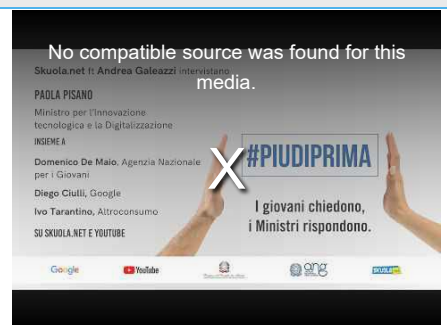 No compatible source was found for this
media.
Skuola.net ft Andrea Galeazzi intervistano
PAOLA PISANO
Ministro per l'Innovazione
tecnologica e la Digitalizzazione
INSIEME A
Domenico De Maio, Agenzia Nazionale
per i Giovani
Diego Ciulli, Google
Ivo Tarantino, Altroconsumo
SU SKUOLA.NET E YOUTUBE
X
#PIUDIPRIMA
I giovani chiedono,
i Ministri rispondono.
Google
YouTube
ang